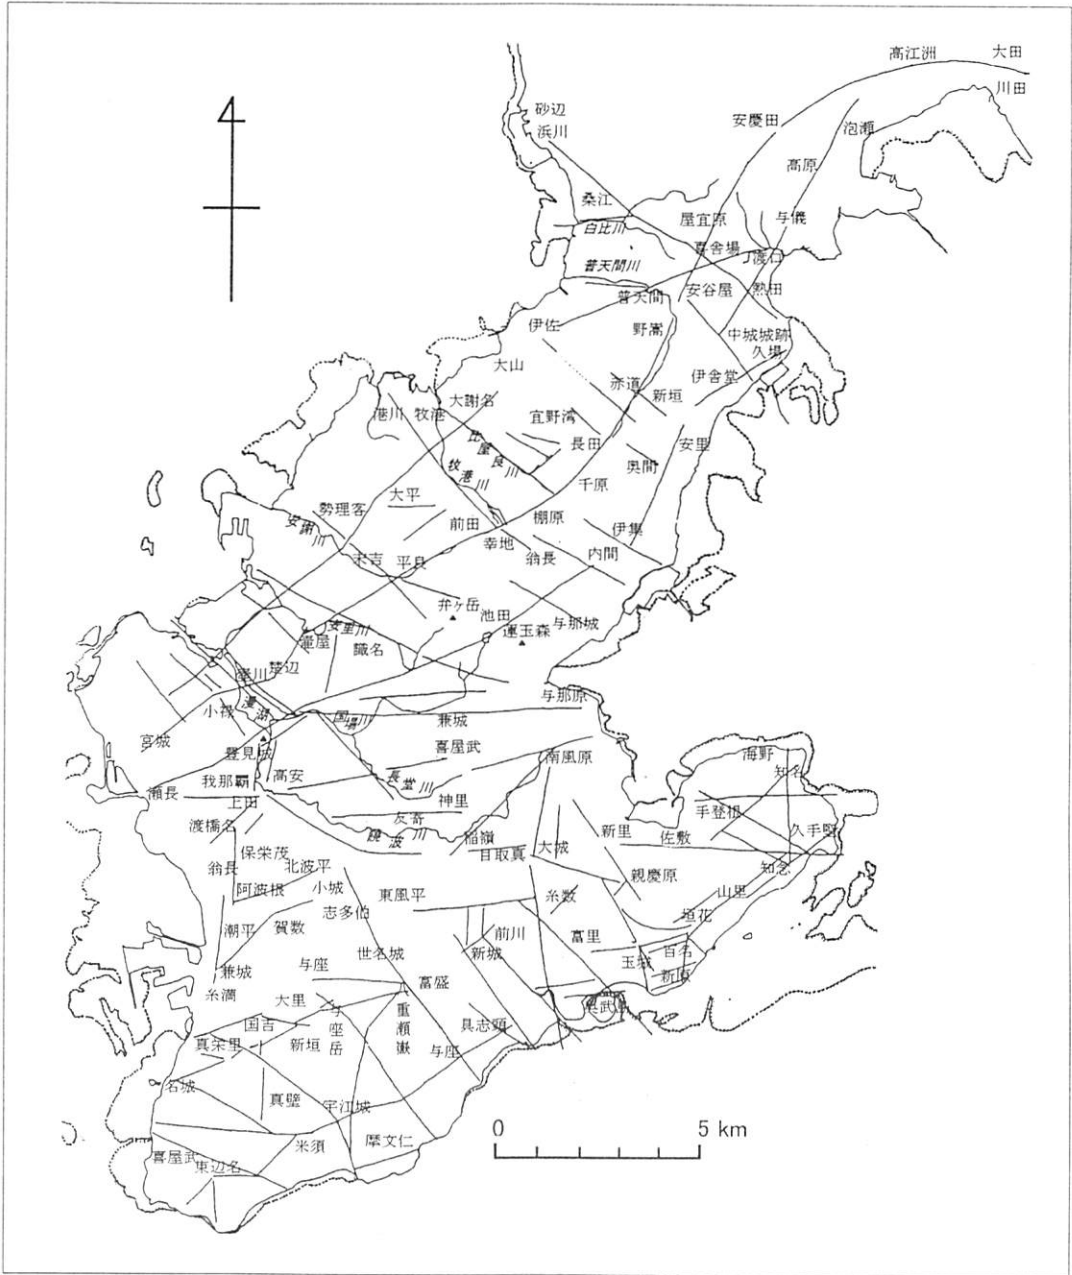 高江洲
大田
川田
砂辺
浜川
安慶田
泡瀬
高原
桑江
屋宜原
与儀
白比川
喜舎場
渡口
普天間川
普天間
安谷屋
熱田
伊佐
野嵩
中城城跡
久場
大山
赤道
伊舎堂
新垣
港川
牧港
大謝名
宜野湾
比屋良川
長田
安里
奥間
牧港川
千原
大平
勢理客
安謝川
前田
棚原
伊集
末吉
平良
幸地
翁長
内間
弁ヶ岳
池田
与那城
運玉森
安里川
壺屋
識名
楚辺
壺川
漫湖
小禄
国場川
与那原
兼城
宮城
豊見城
喜屋武
南風原
海野
知名
我那覇
高安
長堂川
瀬長
上田
神里
手登根
渡橋名
友寄
饒波川
稲嶺
新里
佐敷
久手堅
保栄茂
目取真
大城
翁長
北波平
親慶原
知念
阿波根
小城
東風平
糸数
山里
志多伯
垣花
潮平
賀数
前川
富里
世名城
新城
玉城
百名
兼城
与座
新原
糸満
大里
富盛
奥武島
与座岳
重瀬嶽
国吉
具志頭
真栄里
新垣
与座
名城
真壁
宇江城
米須
摩文仁
喜屋武
東辺名
0
5 km